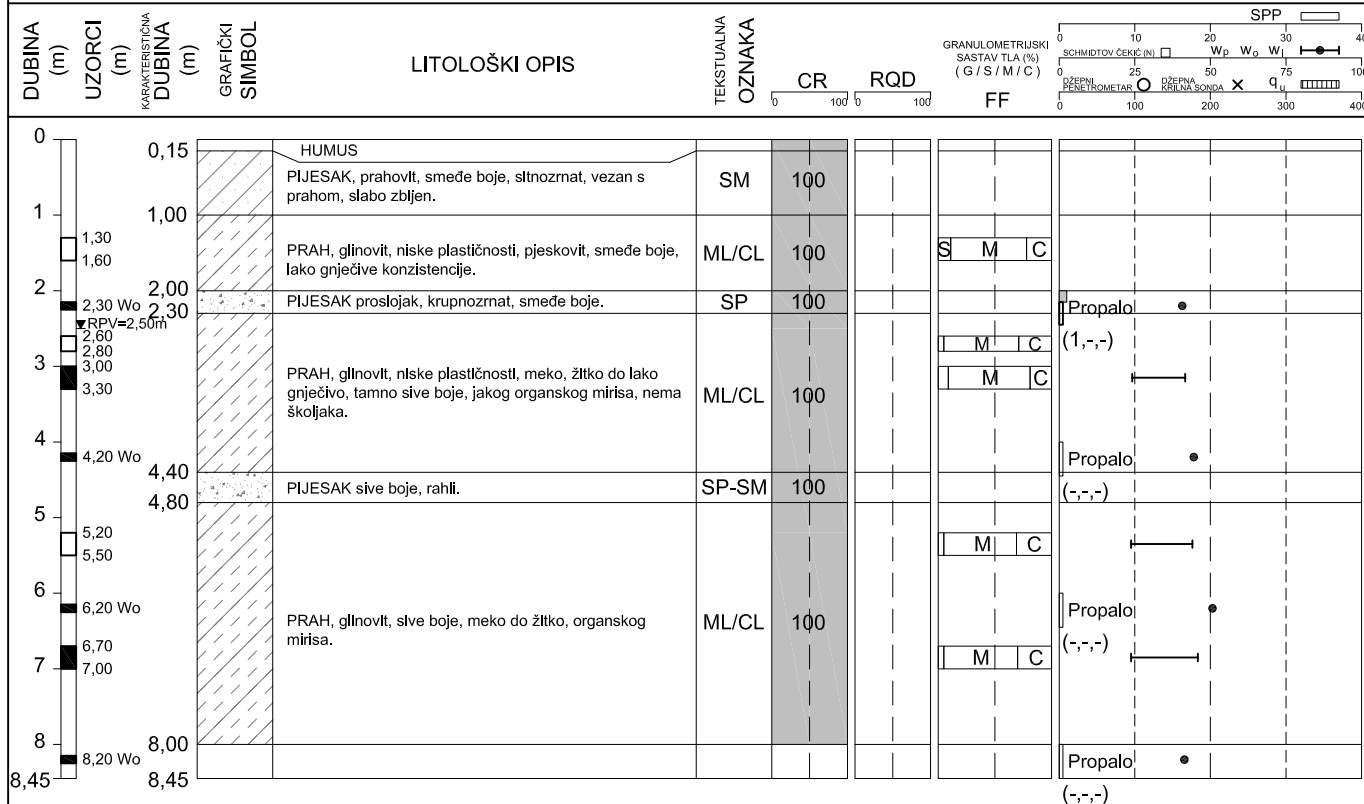 DUBINA (m)
UZORCI (m)
KARAKTERISTIČNA DUBINA (m)
GRAFIČKI SIMBOL
LITOLOŠKI OPIS
TEKSTUALNA OZNAKA
CR
0 100
RQD
0 100
GRANULOMETRIJSKI
SASTAV TLA (%)
( G / S / M / C )
FF
SPP
0 10 20 30 40
SCHMIDTOV ČEKIĆ (N) Wp Wo Wl
0 25 50 75 100
DŽEPNI PENETROMETAR DŽEPNA KRILNA SONDA qu
0 100 200 300 400
0
0,15
HUMUS
PIJESAK, prahovit, smeđe boje, sitnozrnat, vezan s
prahom, slabo zbijen.
SM
100
1
1,00
1,30
1,60
PRAH, glinovit, niske plastičnosti, pjeskovit, smeđe boje,
lako gnječive konzistencije.
ML/CL
100
S M C
2
2,00
2,30 Wo
2,30
PIJESAK proslojak, krupnozrnat, smeđe boje.
SP
100
Propalo
(1,-,-)
RPV=2,50m
2,60
2,80
M C
3
3,00
3,30
PRAH, glinovit, niske plastičnosti, meko, žitko do lako
gnječivo, tamno sive boje, jakog organskog mirisa, nema
školjaka.
ML/CL
100
M C
4
4,20 Wo
4,40
Propalo
(-,-,-)
PIJESAK sive boje, rahli.
SP-SM
100
4,80
5
5,20
5,50
M C
6
6,20 Wo
PRAH, glinovit, sive boje, meko do žitko, organskog
mirisa.
ML/CL
100
Propalo
(-,-,-)
6,70
7
7,00
M C
8
8,00
8,20 Wo
Propalo
8,45
8,45
(-,-,-)